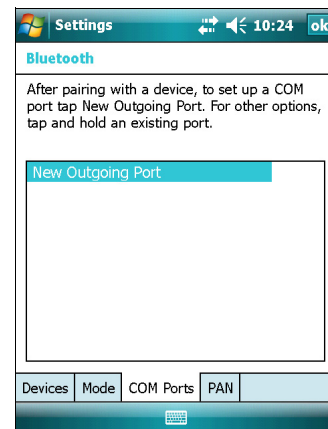 Settings 10:24 ok
Bluetooth
After pairing with a device, to set up a COM
port tap New Outgoing Port. For other options,
tap and hold an existing port.
New Outgoing Port
Devices Mode COM Ports PAN